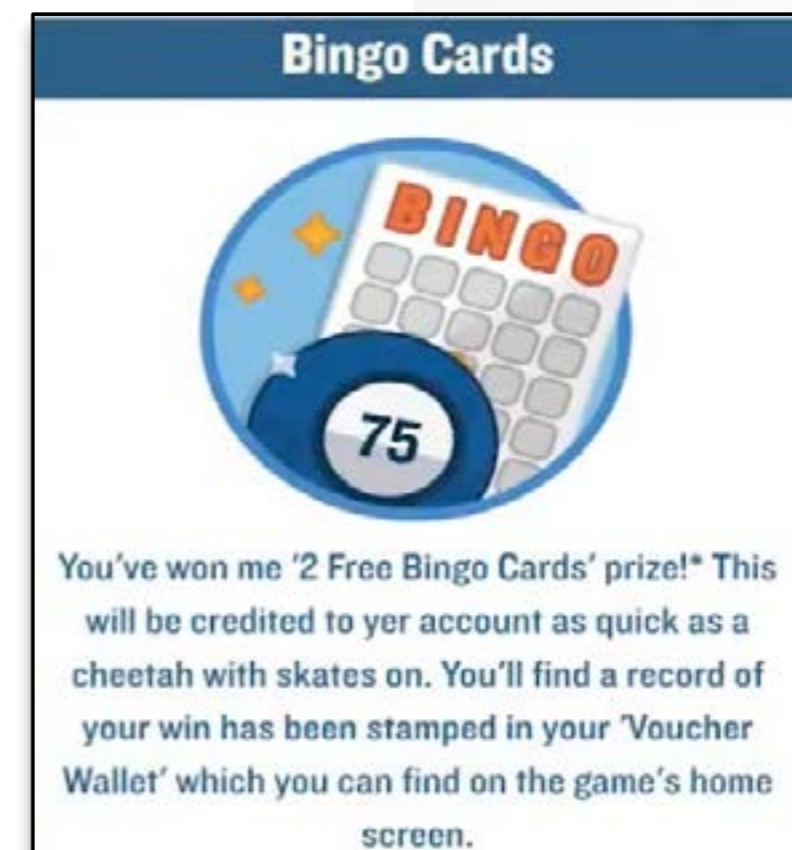 Bingo Cards
BINGO
75
You've won me '2 Free Bingo Cards' prize!* This
will be credited to yer account as quick as a
cheetah with skates on. You'll find a record of
your win has been stamped in your 'Voucher
Wallet' which you can find on the game's home
screen.